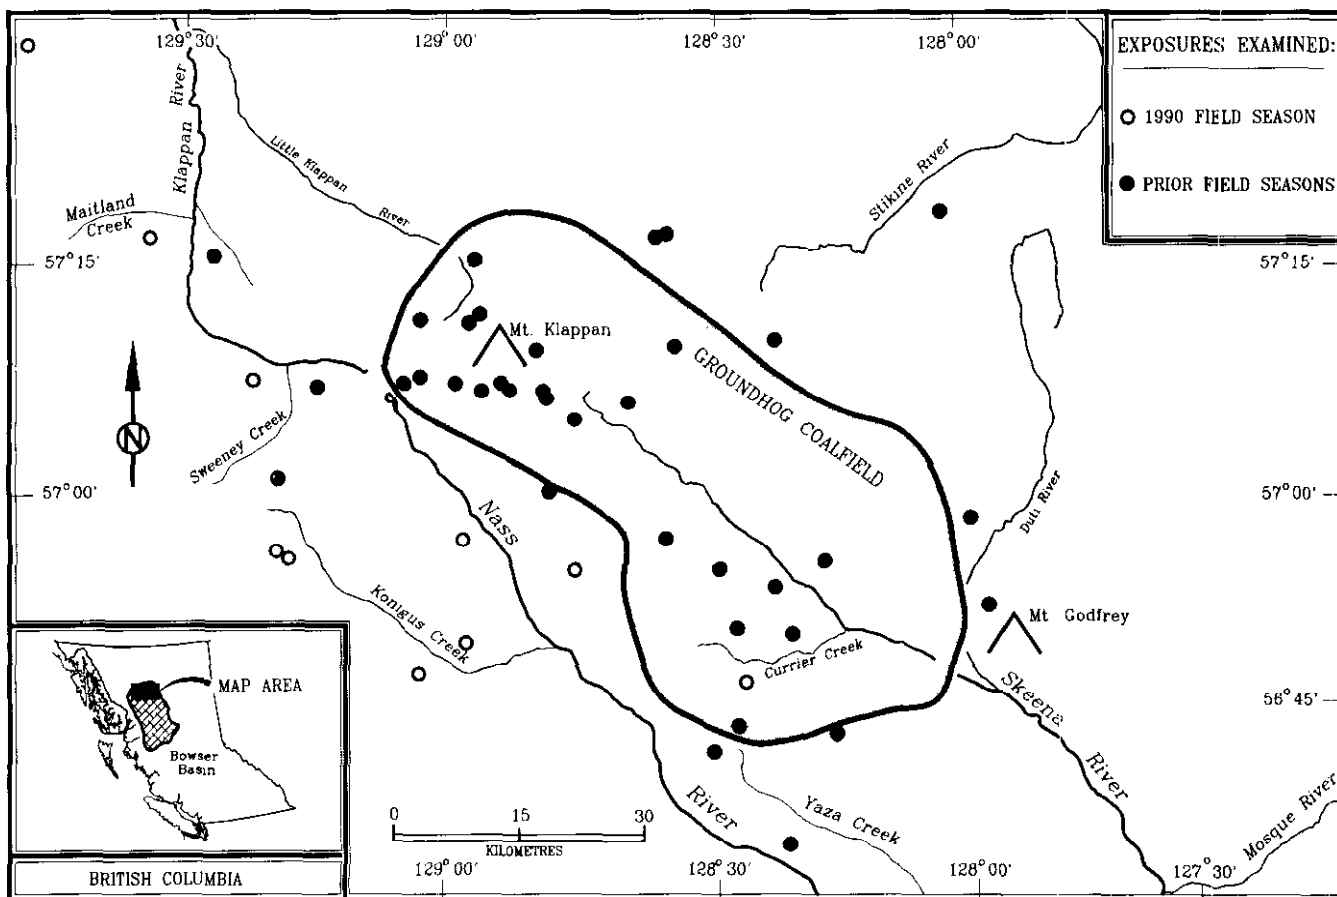 129°30'
129°00'
128°30'
128°00'
EXPOSURES EXAMINED:
1990 FIELD SEASON
PRIOR FIELD SEASONS
Klappan River
Little Klappan River
Stikine River
Maitland
Creek
57°15'
57°15'
Mt. Klappan
GROUNDHOG COALFIELD
Sweeney Creek
N
57°00'
57°00'
Nass
Duti River
Konigus Creek
Mt Godfrey
Currier Creek
Skeena
River
56°45'
MAP AREA
Bowser
Basin
River
Yaza Creek
Mosque River
0 15 30
KILOMETRES
BRITISH COLUMBIA
129°00'
128°30'
128°00'
127°30'